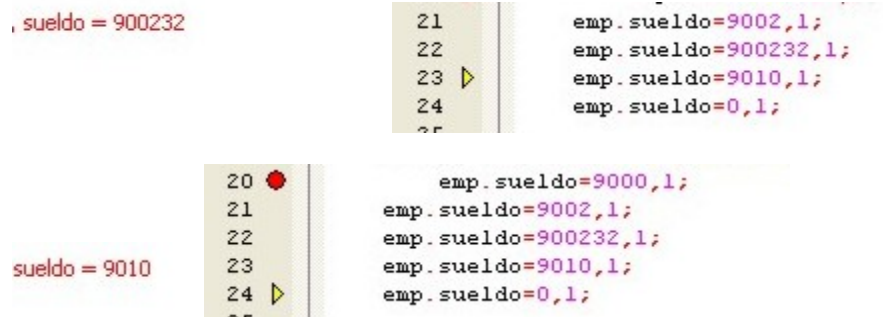 , sueldo = 900232
21 emp.sueldo=9002,1;
22 emp.sueldo=900232,1;
23 emp.sueldo=9010,1;
24 emp.sueldo=0,1;
20 emp.sueldo=9000,1;
21 emp.sueldo=9002,1;
22 emp.sueldo=900232,1;
sueldo = 9010
23 emp.sueldo=9010,1;
24 emp.sueldo=0,1;